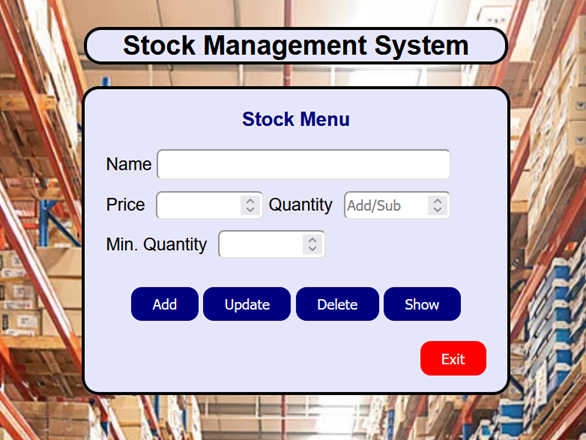 Stock Management System
Stock Menu
Name
Price Quantity Add/Sub
Min. Quantity
Add Update Delete Show
Exit